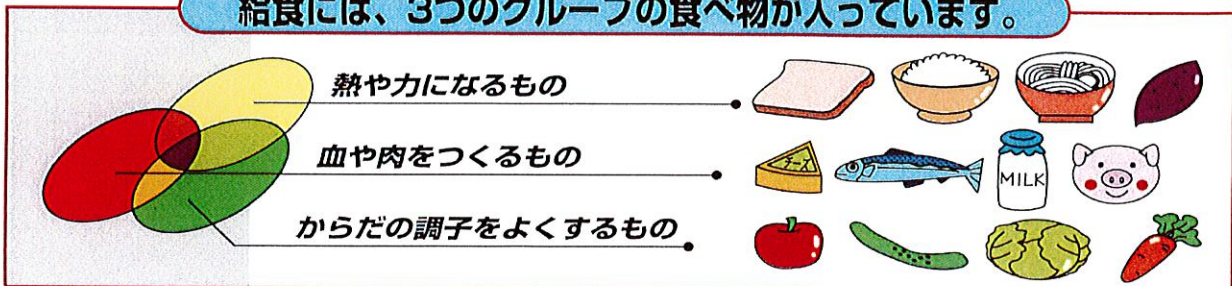 給食には、3つのグループの食べ物が入っています。
熱や力になるもの
血や肉をつくるもの
チーズ
MILK
からだの調子をよくするもの